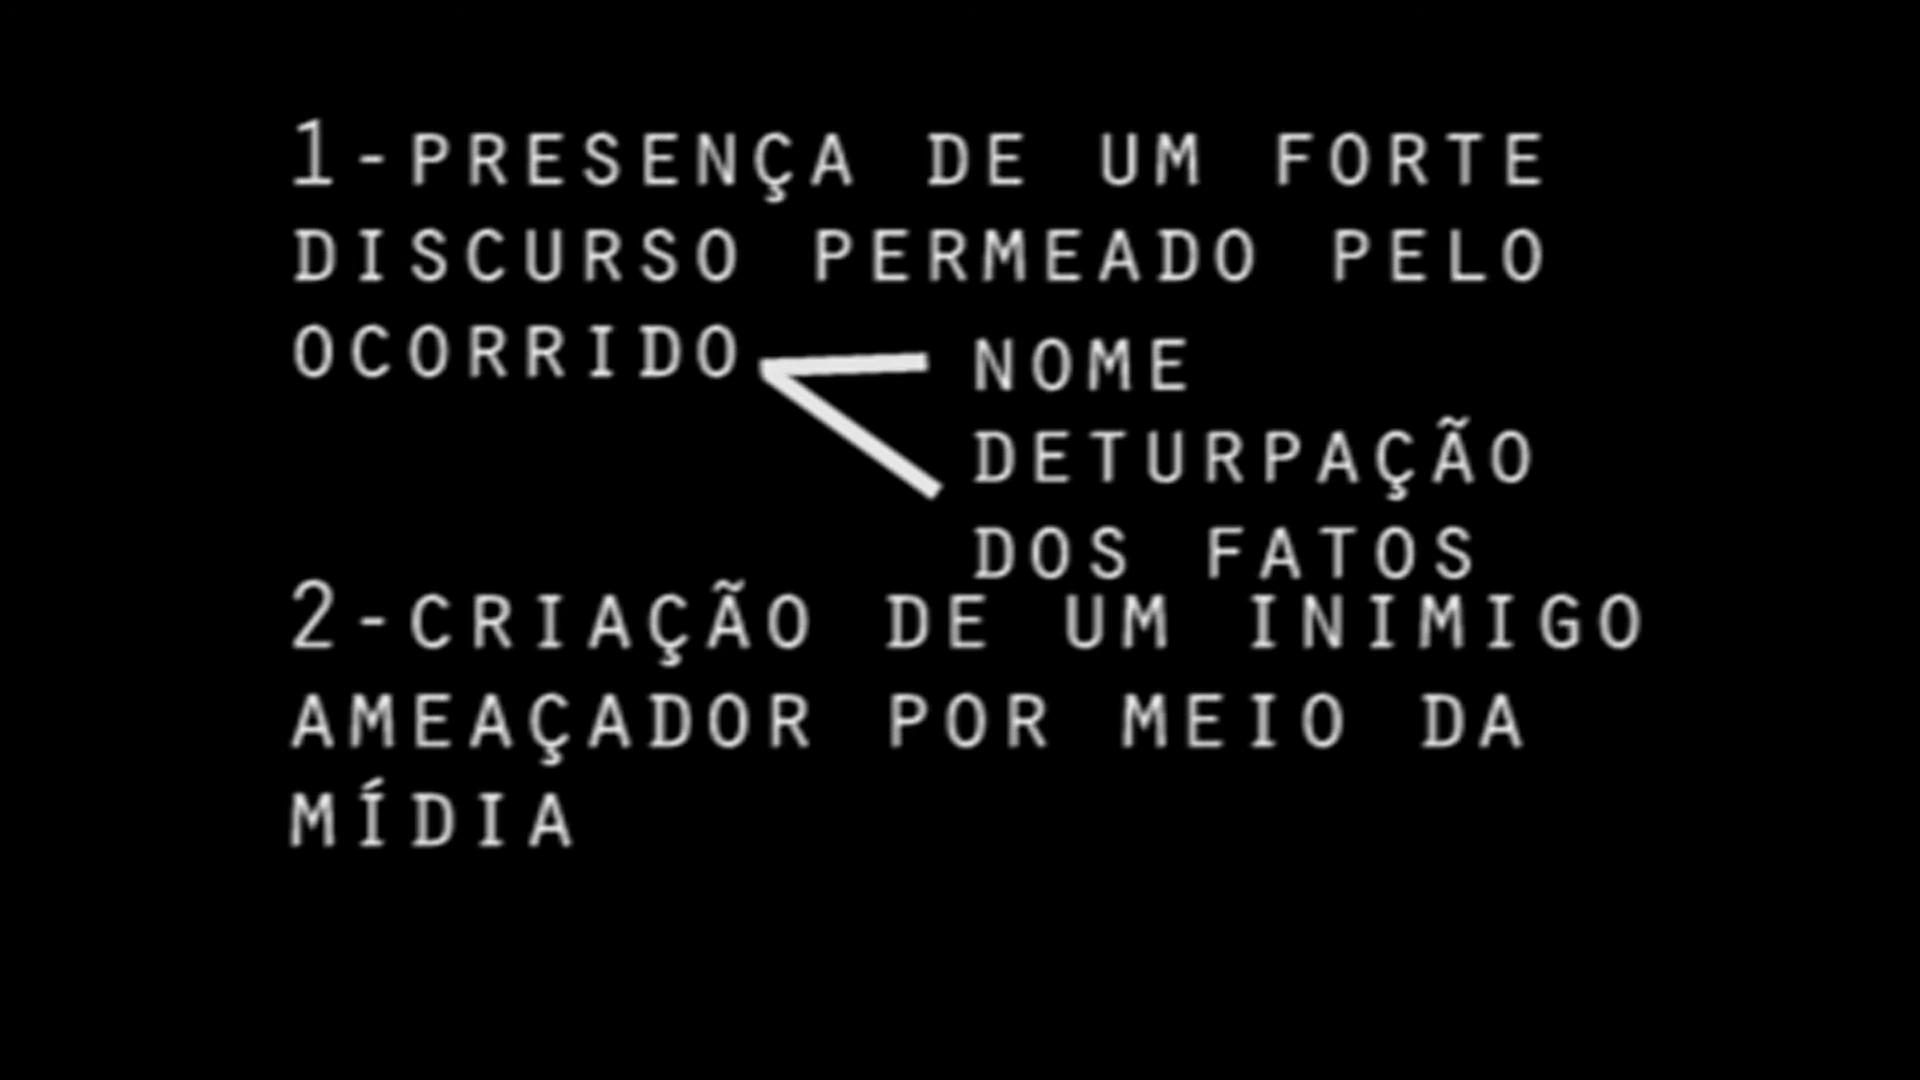 1-PRESENÇA DE UM FORTE
DISCURSO PERMEADO PELO
OCORRIDO
NOME
DETURPAÇÃO
DOS FATOS
2-CRIAÇÃO DE UM INIMIGO
AMEAÇADOR POR MEIO DA
MÍDIA